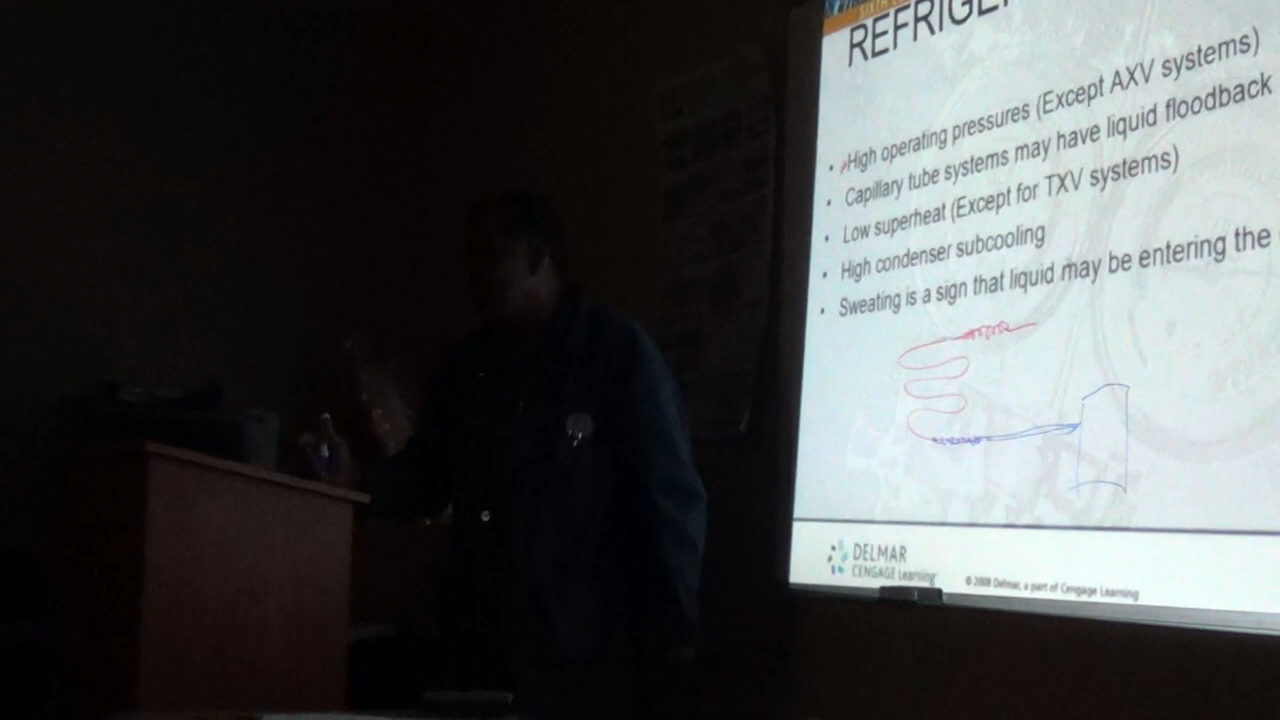 SIXTH
REFRIGE
• High operating pressures (Except AXV systems)
• Capillary tube systems may have liquid floodback
• Low superheat (Except for TXV systems)
• High condenser subcooling
• Sweating is a sign that liquid may be entering the
DELMAR
CENGAGE Learning
© 2008 Delmar, a part of Cengage Learning